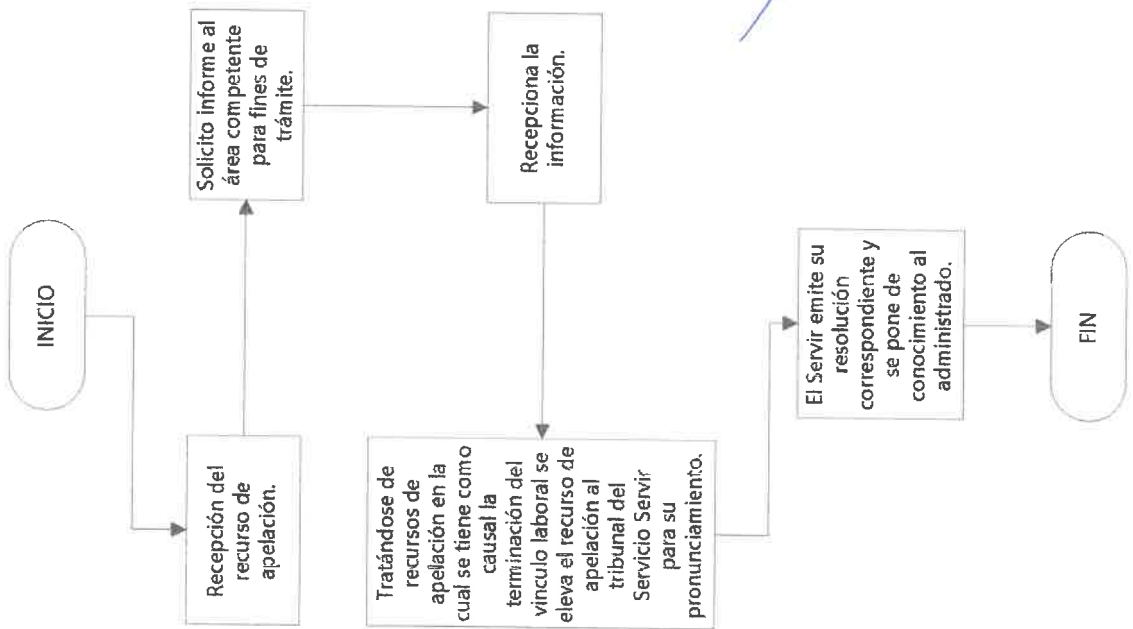 INICIO
Recepción del
recurso de
apelación.
Solicito informe al
área competente
para fines de
trámite.
Recepciona la
información.
Tratándose de
recursos de
apelación en la
cual se tiene como
causal la
terminación del
vinculo laboral se
eleva el recurso de
apelación al
tribunal del
Servicio Servir
para su
pronunciamiento.
El Servir emite su
resolución
correspondiente y
se pone de
conocimiento al
administrado.
FIN